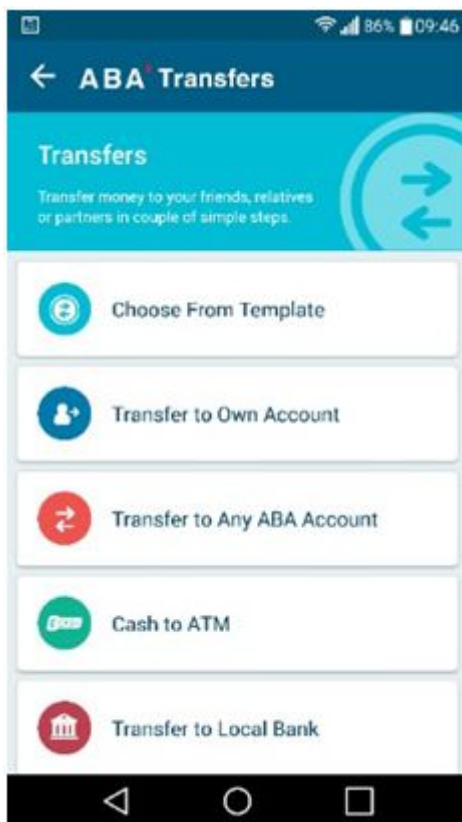 86% 09:46
ABA' Transfers
Transfers
Transfer money to your friends, relatives
or partners in couple of simple steps.
Choose From Template
Transfer to Own Account
Transfer to Any ABA Account
Cash to ATM
Transfer to Local Bank